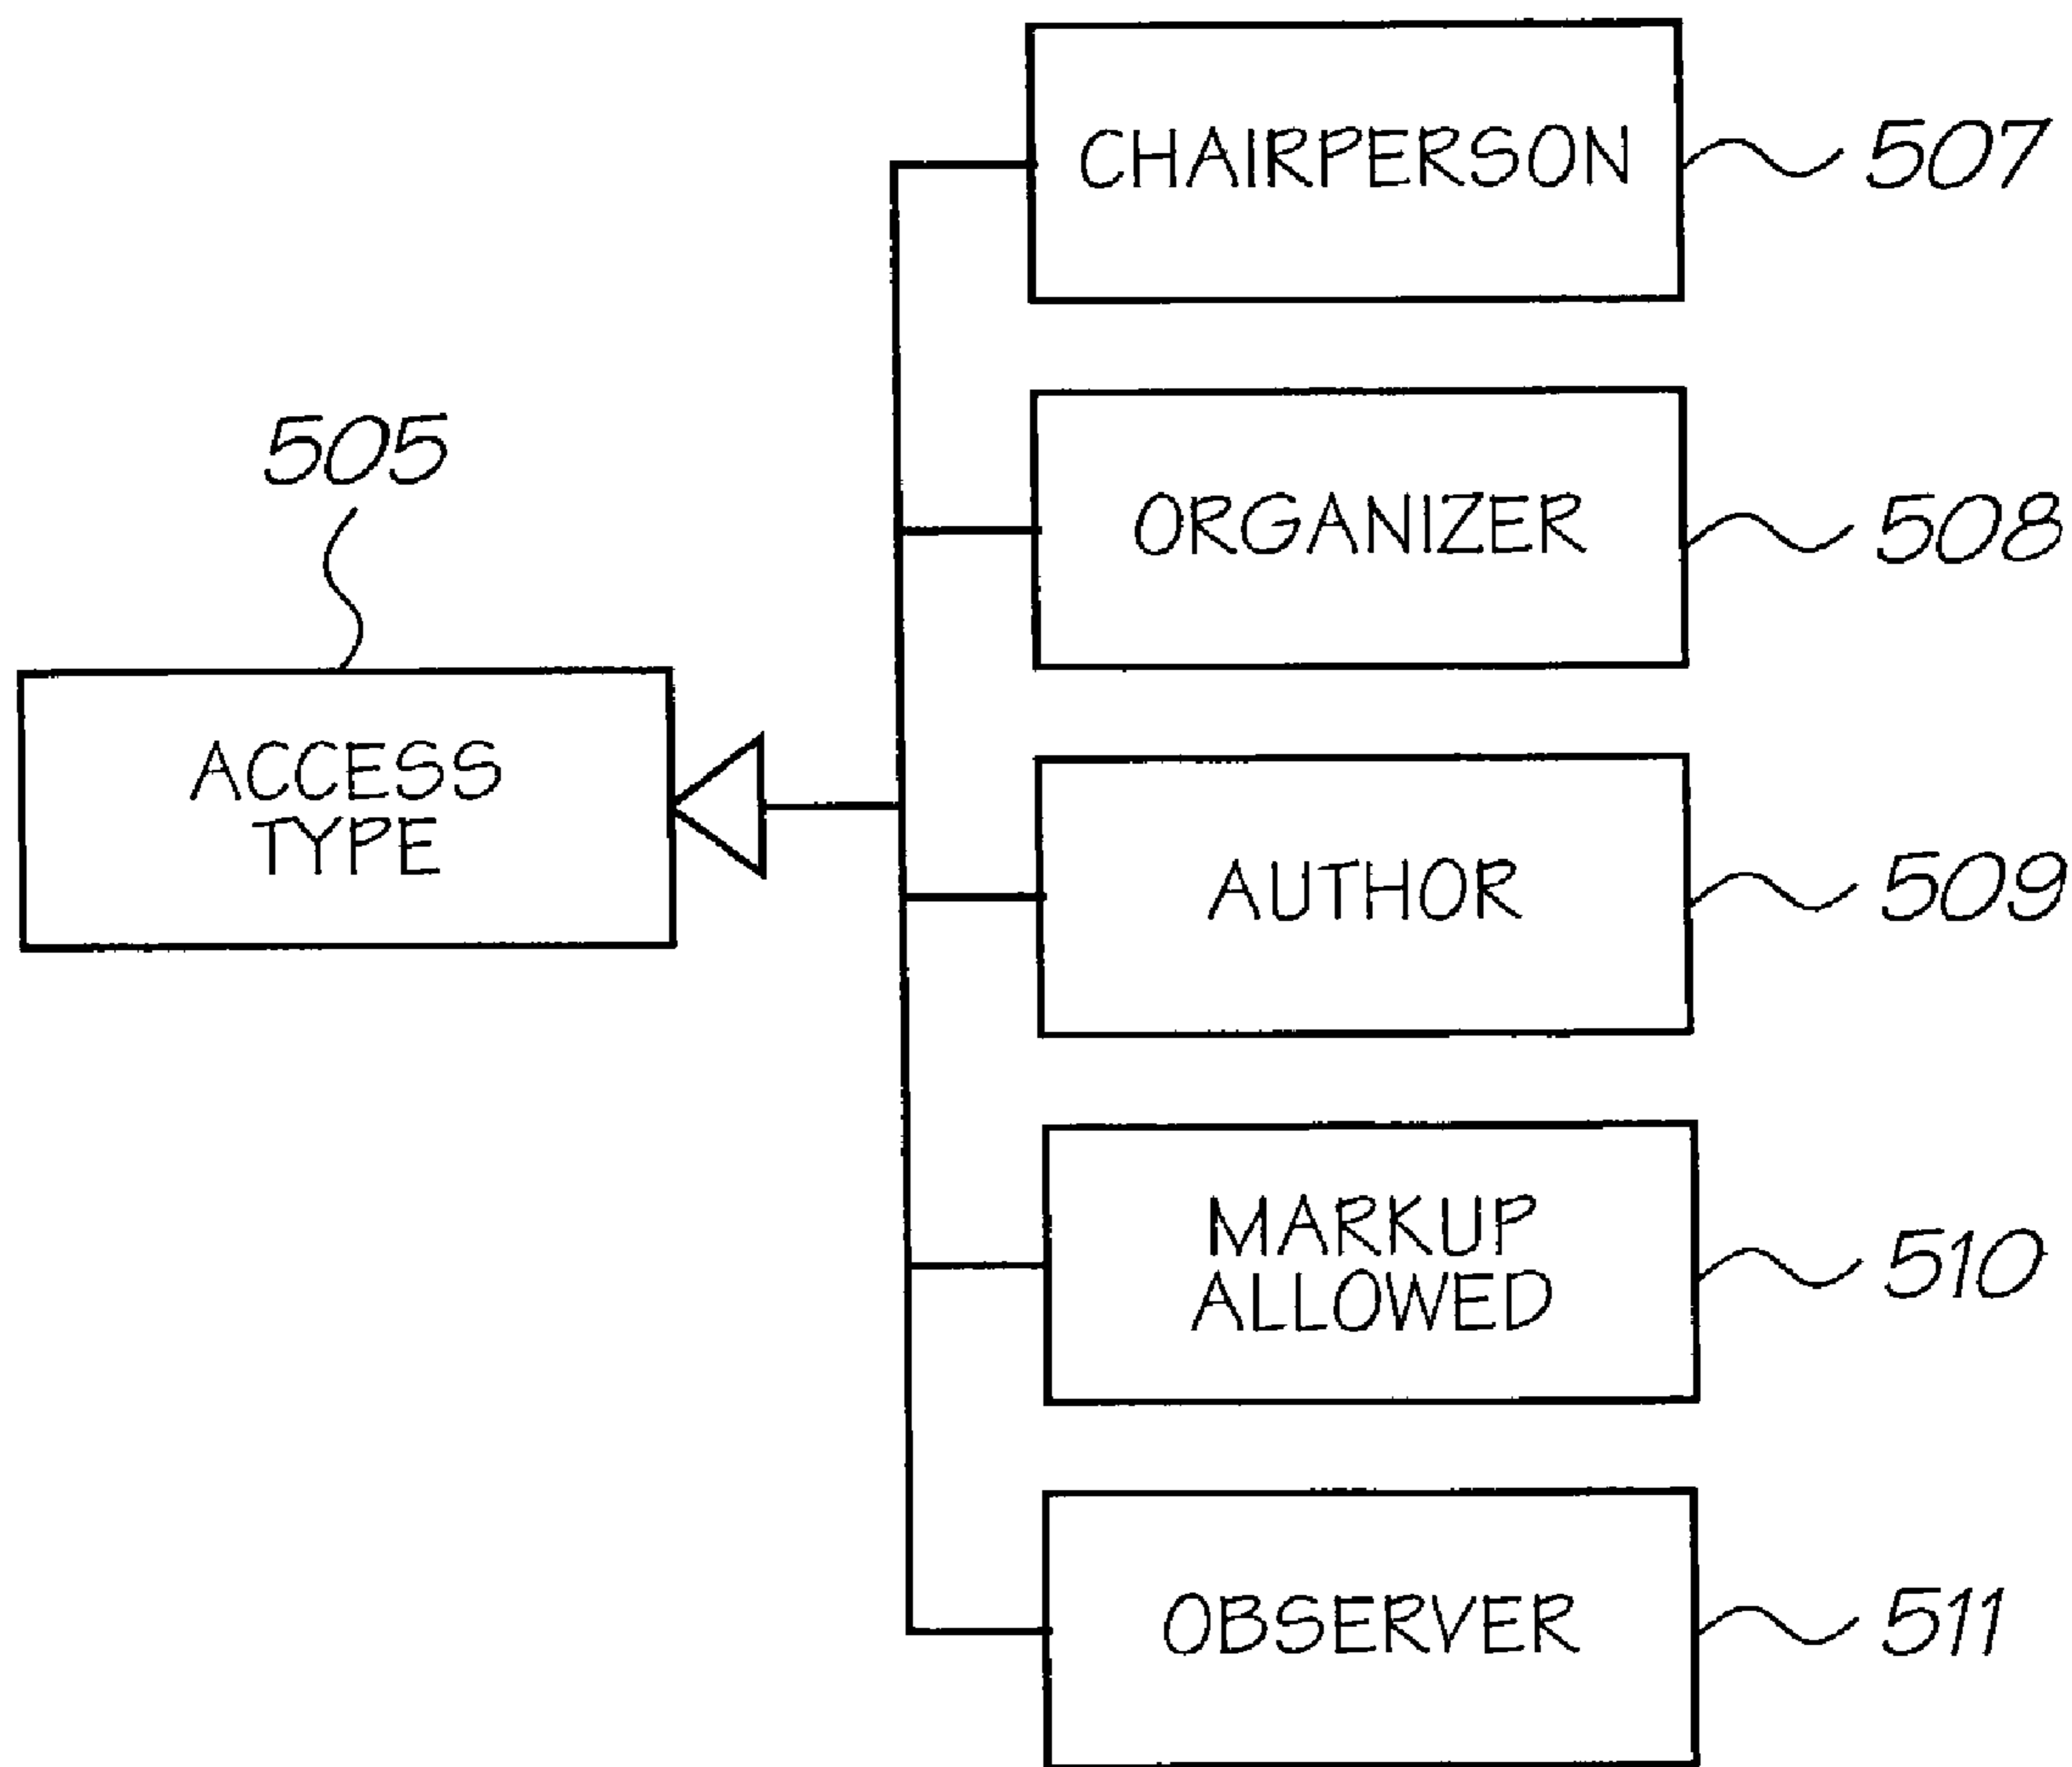 CHAIRPERSON
507
505
ORGANIZER
508
ACCESS
TYPE
AUTHOR
509
MARKUP
ALLOWED
510
OBSERVER
511